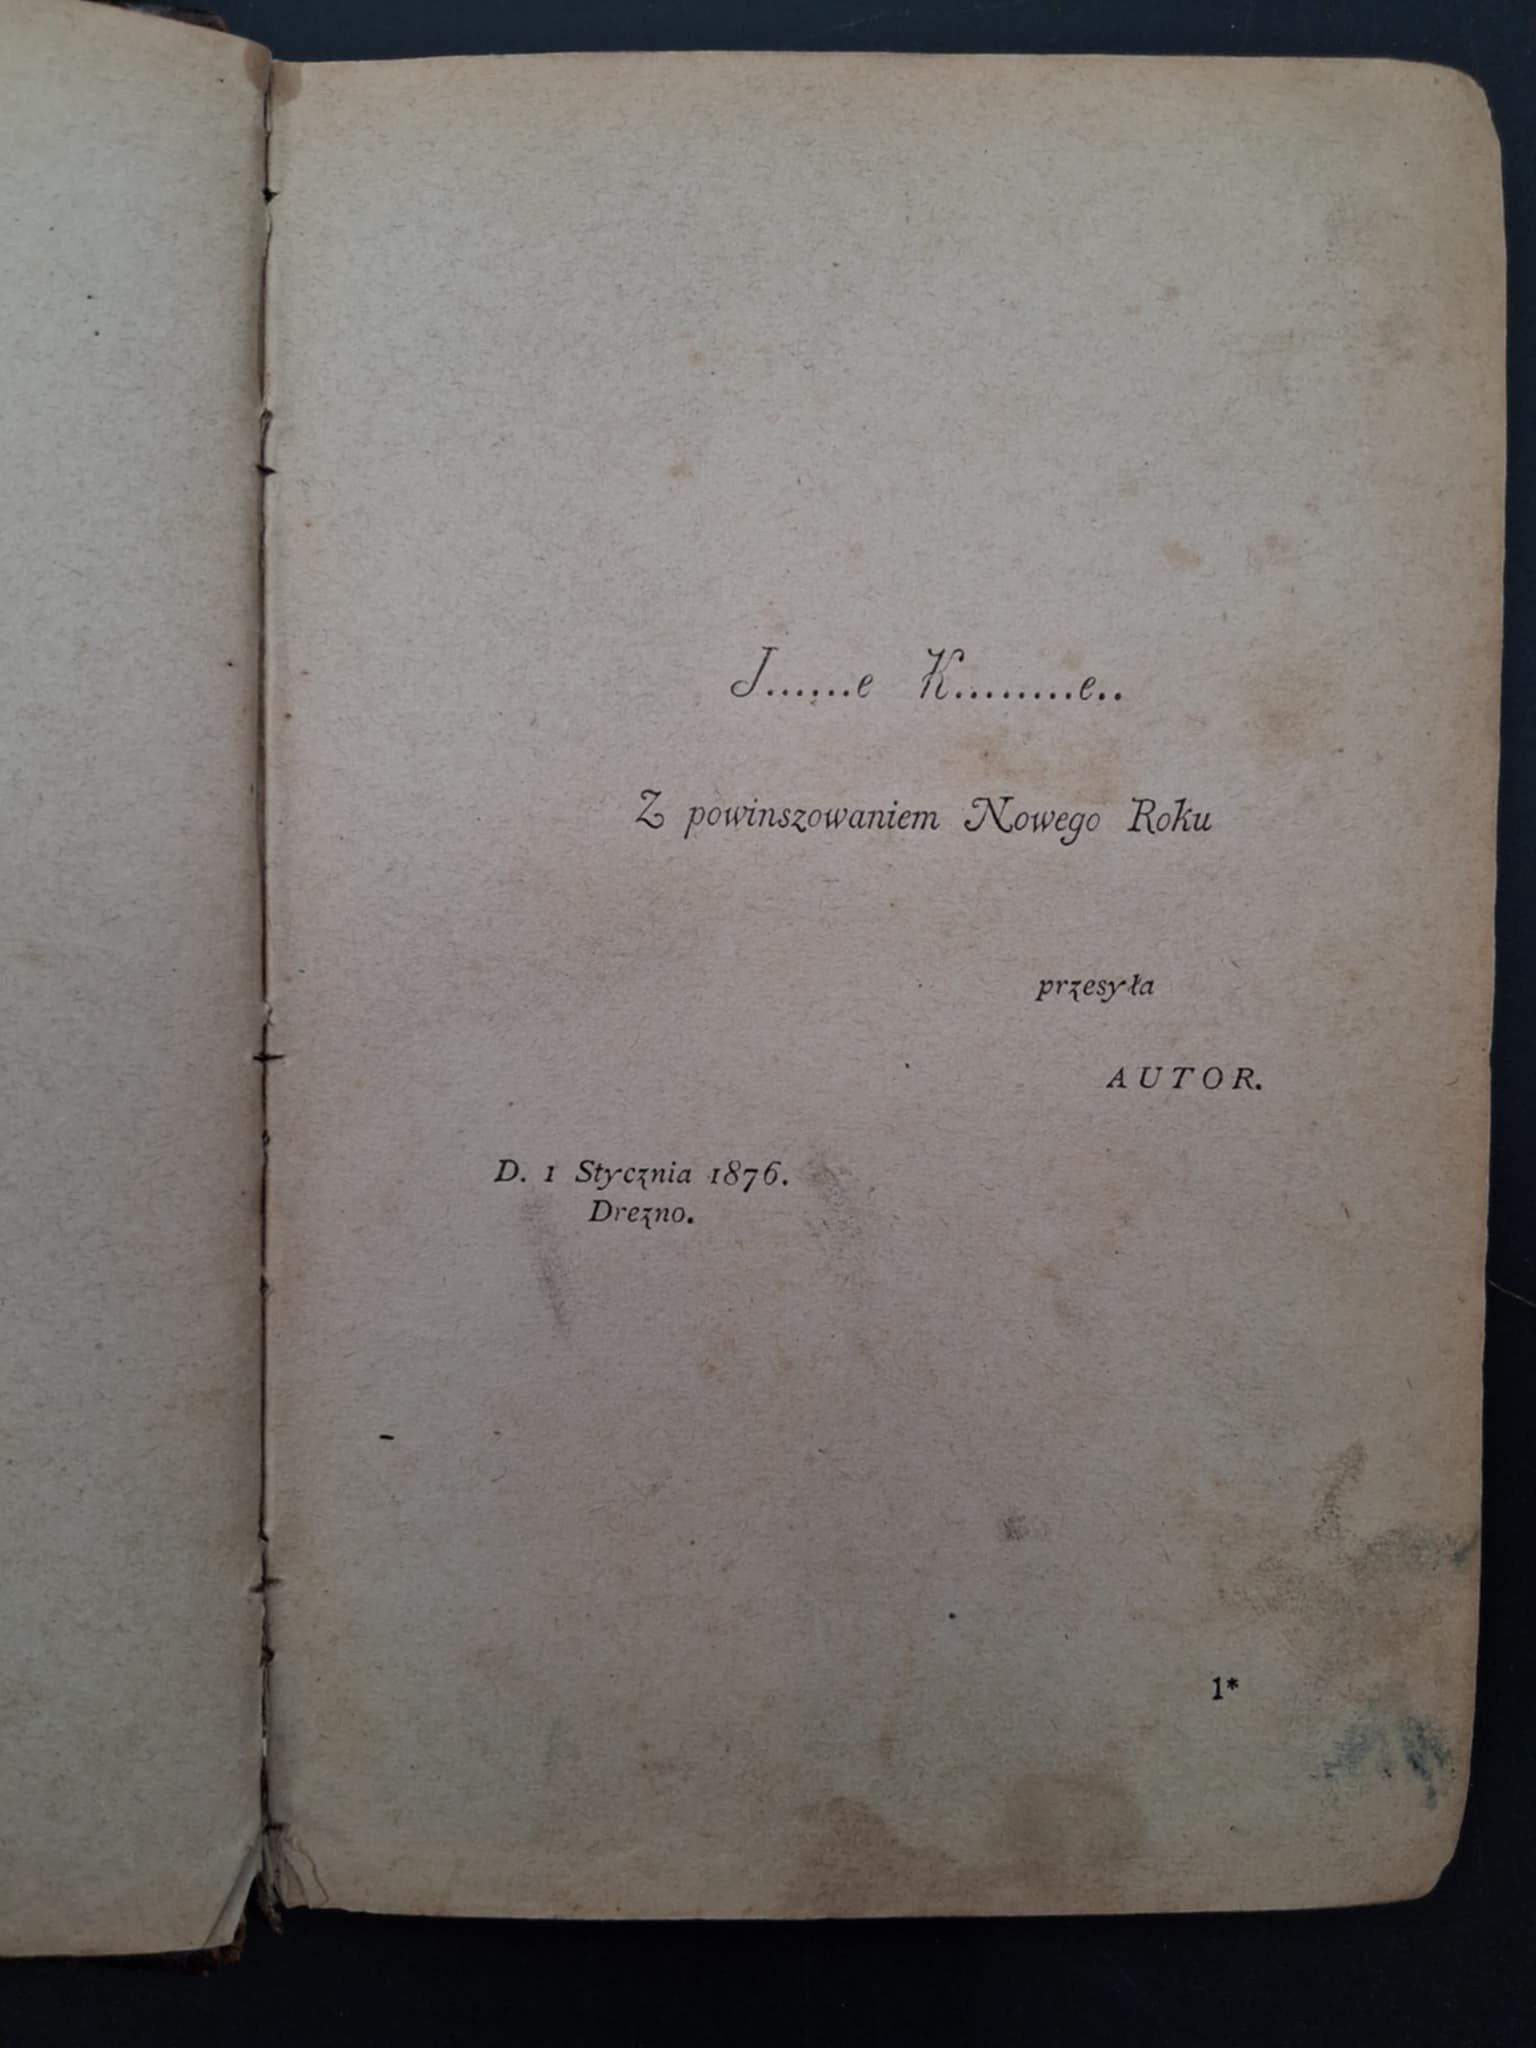 J......e K.........e..
Z powinszowaniem Nowego Roku
przesyła
AUTOR.
D. 1 Stycznia 1876.
Drezno.
1*